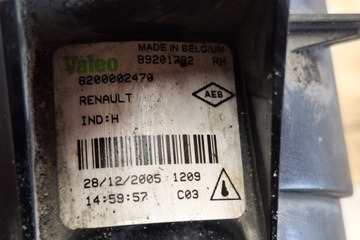 Valeo MADE IN BELGIUM
89201782 RH
8200002470
RENAULT AEB
IND:H
28/12/2005 1209
14:59:57 C03